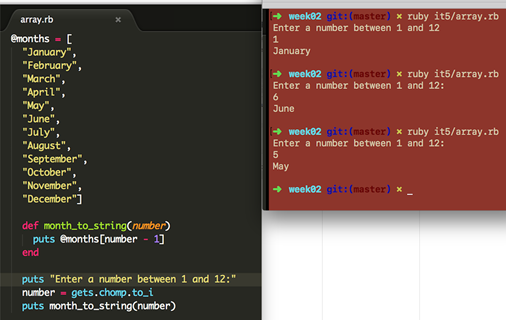 array.rb
@months = [
"January",
"February",
"March",
"April",
"May",
"June",
"July",
"August",
"September",
"October",
"November",
"December"]
def month_to_string(number)
puts @months[number - 1]
end
puts "Enter a number between 1 and 12:"
number = gets.chomp.to_i
puts month_to_string(number)
➜ week02 git:(master) × ruby it5/array.rb
Enter a number between 1 and 12
1
January
➜ week02 git:(master) × ruby it5/array.rb
Enter a number between 1 and 12:
6
June
➜ week02 git:(master) × ruby it5/array.rb
Enter a number between 1 and 12:
5
May
➜ week02 git:(master) × _